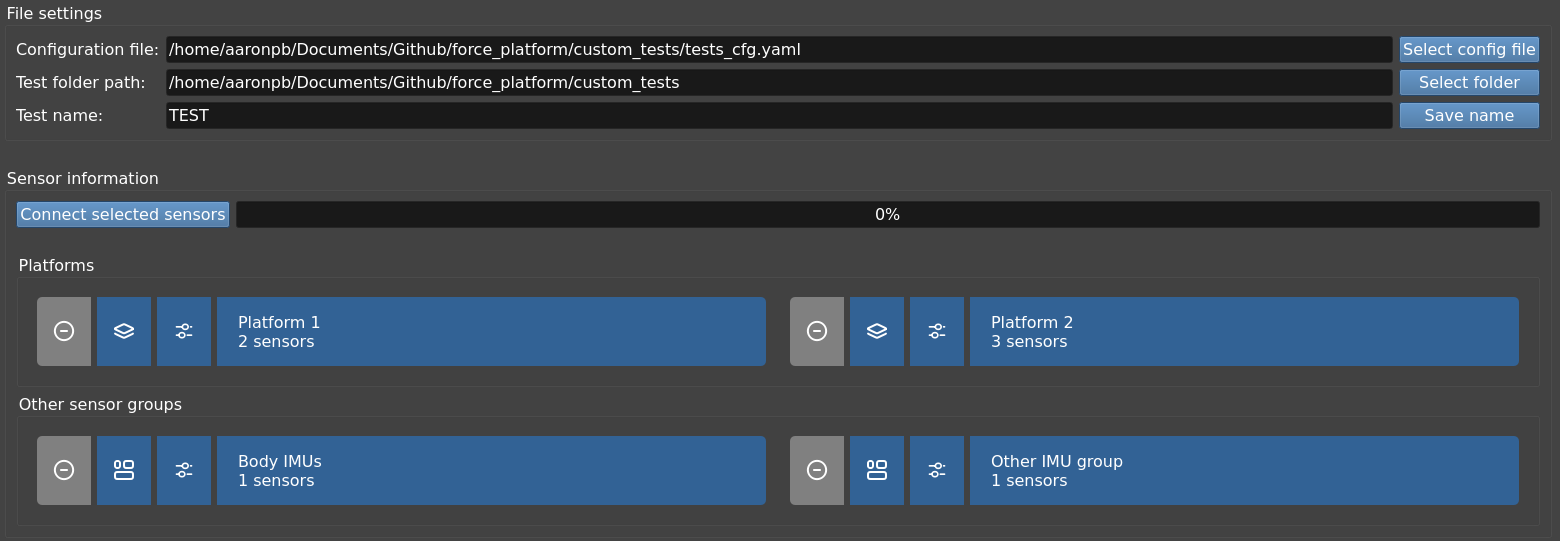 File settings
Configuration file: /home/aaronpb/Documents/Github/force_platform/custom_tests/tests_cfg.yaml Select config file
Test folder path: /home/aaronpb/Documents/Github/force_platform/custom_tests Select folder
Test name: TEST Save name
Sensor information
Connect selected sensors 0%
Platforms
Platform 1
2 sensors
Platform 2
3 sensors
Other sensor groups
Body IMUs
1 sensors
Other IMU group
1 sensors